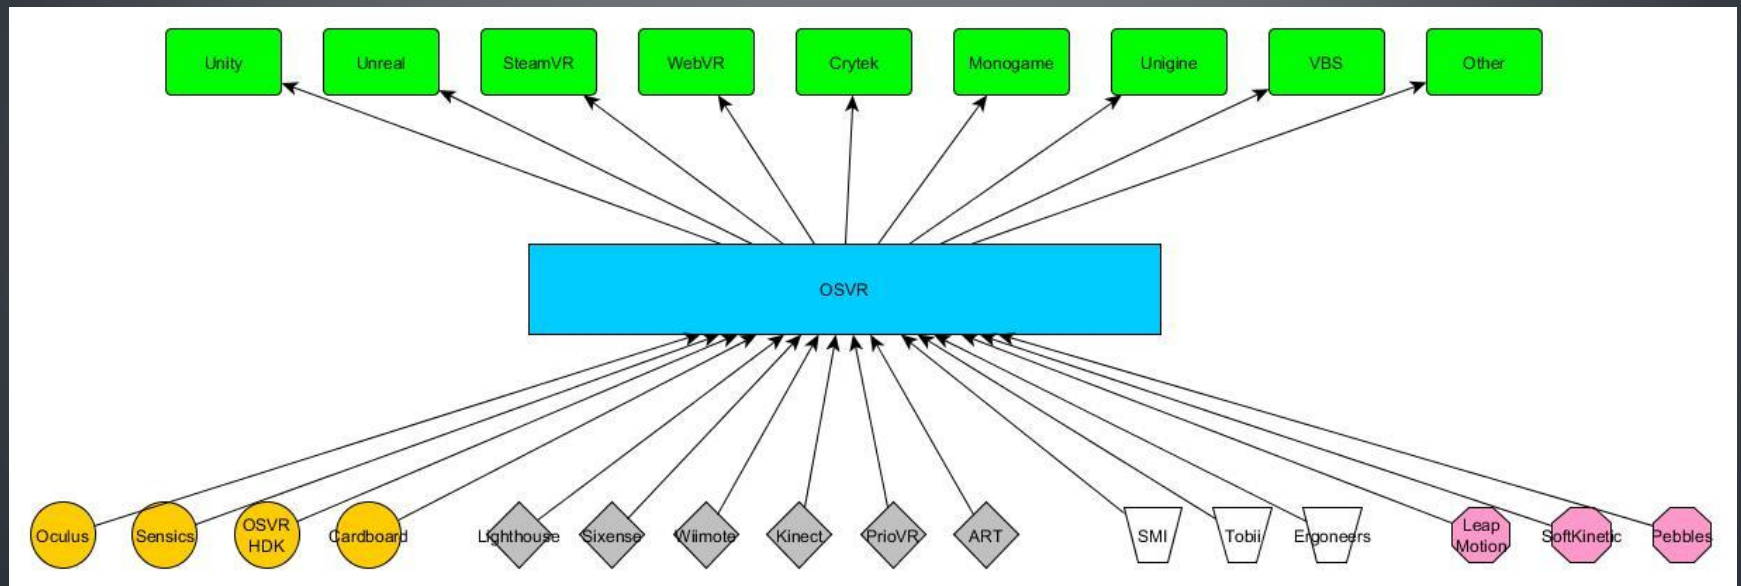 Unity
Unreal
SteamVR
WebVR
Crytek
Monogame
Unigine
VBS
Other
OSVR
Oculus
Sensics
OSVR
HDK
Cardboard
Lighthouse
Sixense
Wiimote
Kinect
PrioVR
ART
SMI
Tobii
Ergoneers
Leap
Motion
SoftKinetic
Pebbles